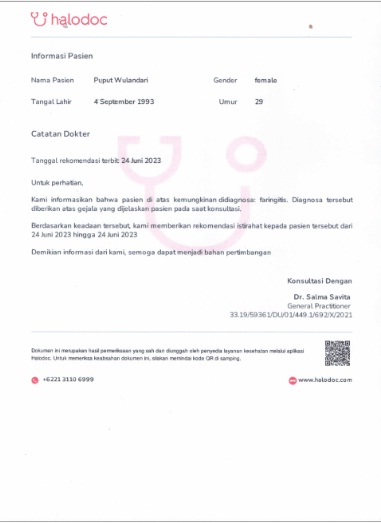 halodoc
Informasi Pasien
Nama Pasien Puput Wulandari Gender female
Tangal Lahir 4 September 1993 Umur 29
Catatan Dokter
Tanggal rekomendasi terbit: 24 Juni 2023
Untuk perhatian,
Kami informasikan bahwa pasien di atas kemungkinan didiagnosa: faringitis. Diagnosa tersebut
diberikan atas gejala yang dijelaskan pasien pada saat konsultasi.
Berdasarkan keadaan tersebut, kami memberikan rekomendasi istirahat kepada pasien tersebut dari
24 Juni 2023 hingga 24 Juni 2023
Demikian informasi dari kami, semoga dapat menjadi bahan pertimbangan
Konsultasi Dengan
Dr. Salma Savita
General Practitioner
33.19/59361/DU/01/449.1/692/X/2021
Dokumen ini merupakan hasil pemeriksaan yang sah dan diunggah oleh penyedia layanan kesehatan melalui aplikasi
Halodoc. Untuk memeriksa keabsahan dokumen ini, silakan memindai kode QR di samping.
+6221 3110 6999 www.halodoc.com